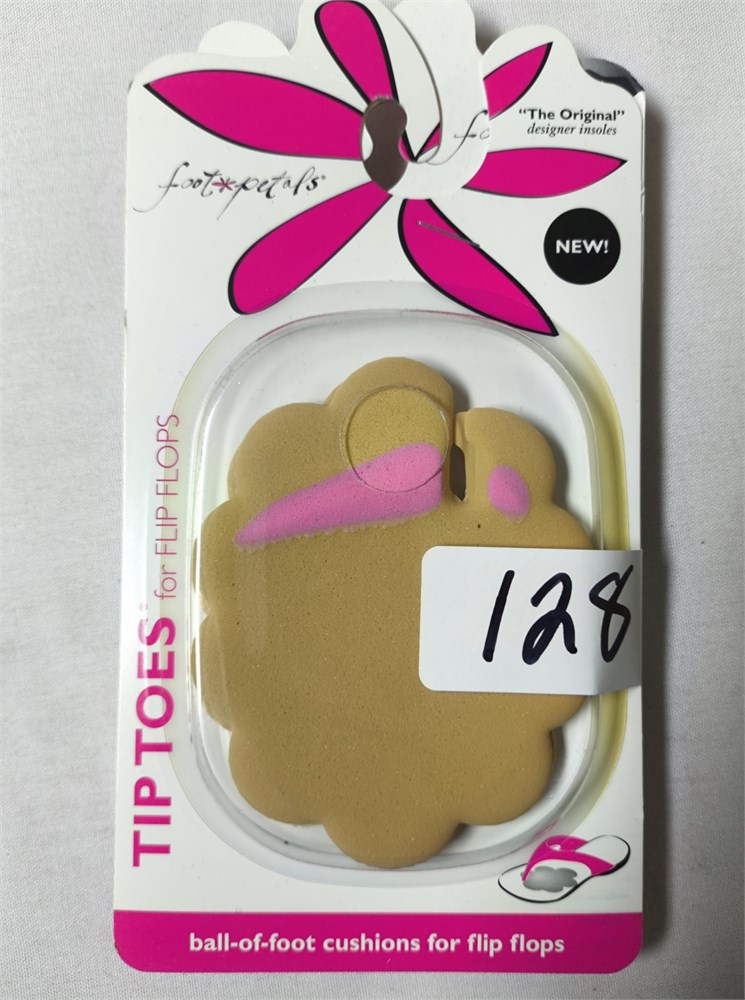 "The Original"
designer insoles
fo
foot*petals®
NEW!
TIP TOES® for FLIP FLOPS
128
ball-of-foot cushions for flip flops